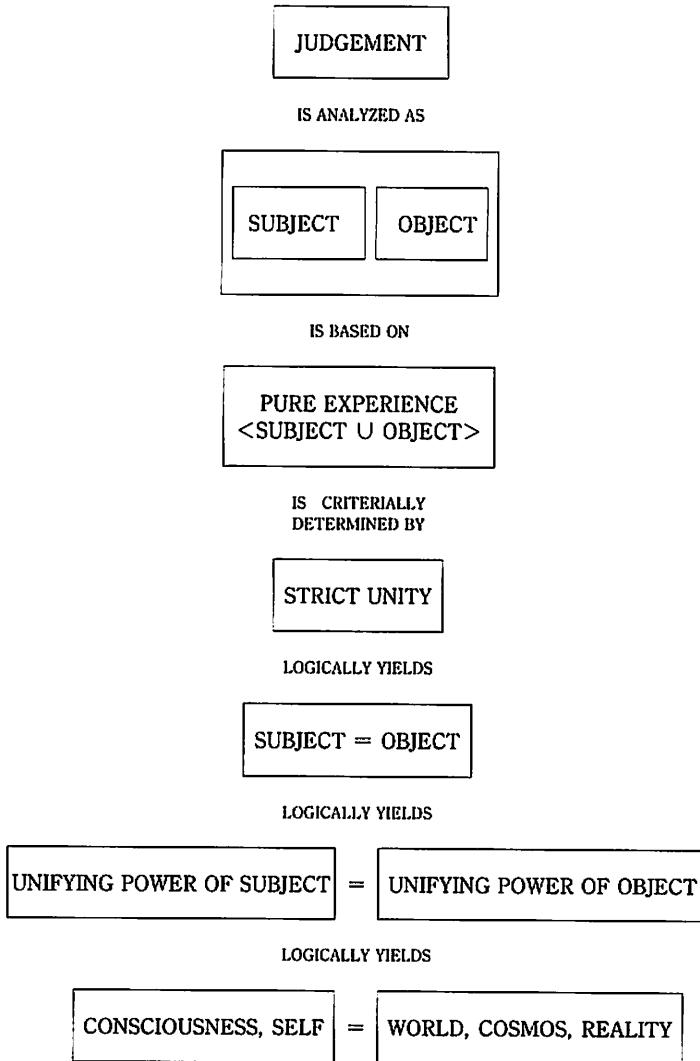 JUDGEMENT
IS ANALYZED AS
SUBJECT OBJECT
IS BASED ON
PURE EXPERIENCE
<SUBJECT ∪ OBJECT>
IS CRITERIALLY
DETERMINED BY
STRICT UNITY
LOGICALLY YIELDS
SUBJECT = OBJECT
LOGICALLY YIELDS
UNIFYING POWER OF SUBJECT = UNIFYING POWER OF OBJECT
LOGICALLY YIELDS
CONSCIOUSNESS, SELF = WORLD, COSMOS, REALITY